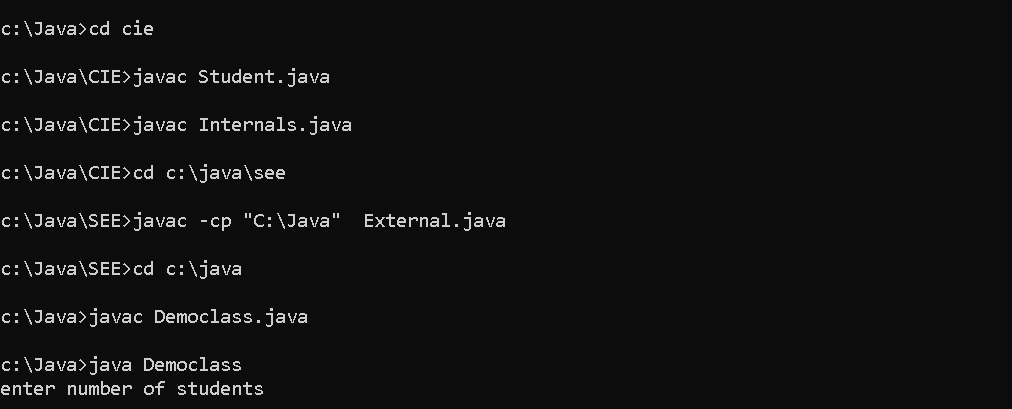 c:\Java>cd cie
c:\Java\CIE>javac Student.java
c:\Java\CIE>javac Internals.java
c:\Java\CIE>cd c:\java\see
c:\Java\SEE>javac -cp "C:\Java"  External.java
c:\Java\SEE>cd c:\java
c:\Java>javac Democlass.java
c:\Java>java Democlass
enter number of students